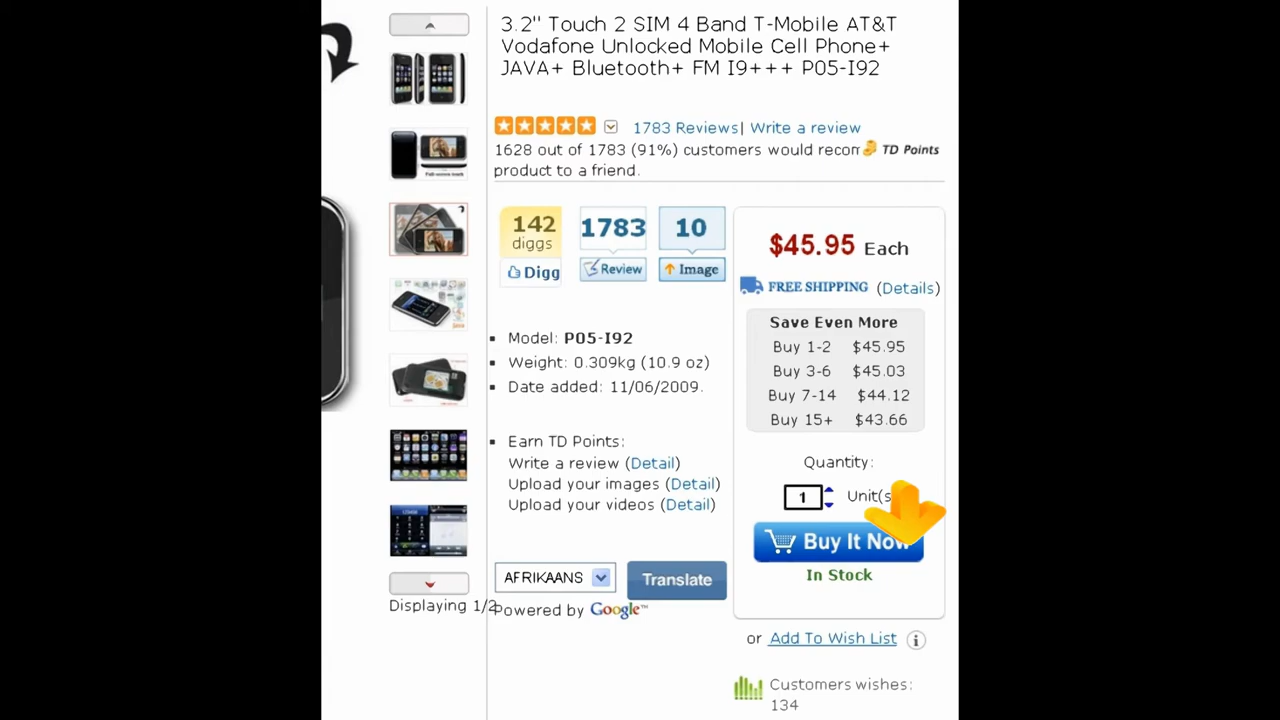 3.2" Touch 2 SIM 4 Band T-Mobile AT&T
Vodafone Unlocked Mobile Cell Phone+
JAVA+ Bluetooth+ FM I9+++ P05-I92
1783 Reviews| Write a review
1628 out of 1783 (91%) customers would recom TD Points
product to a friend.
142
diggs
Digg
1783
Review
10
Image
$45.95 Each
FREE SHIPPING (Details)
Save Even More
Buy 1-2 $45.95
Buy 3-6 $45.03
Buy 7-14 $44.12
Buy 15+ $43.66
Model: P05-I92
Weight: 0.309kg (10.9 oz)
Date added: 11/06/2009.
Earn TD Points:
Write a review (Detail)
Upload your images (Detail)
Upload your videos (Detail)
Quantity:
1 Unit(s
Buy It Now
In Stock
AFRIKAANS Translate
Displaying 1/2
Powered by Google™
or Add To Wish List
Customers wishes:
134